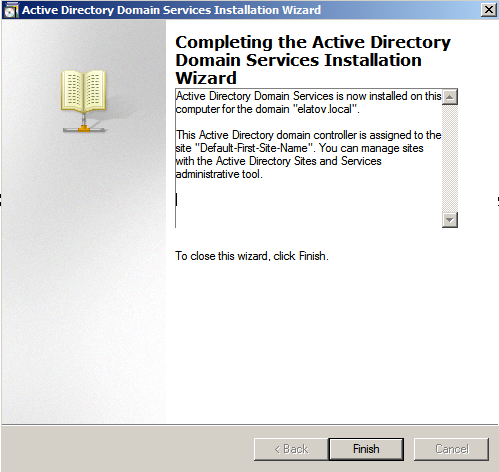 Active Directory Domain Services Installation Wizard
Completing the Active Directory
Domain Services Installation
Wizard
Active Directory Domain Services is now installed on this
computer for the domain "elatov.local".
This Active Directory domain controller is assigned to the
site "Default-First-Site-Name". You can manage sites
with the Active Directory Sites and Services
administrative tool.
To close this wizard, click Finish.
< Back
Finish
Cancel